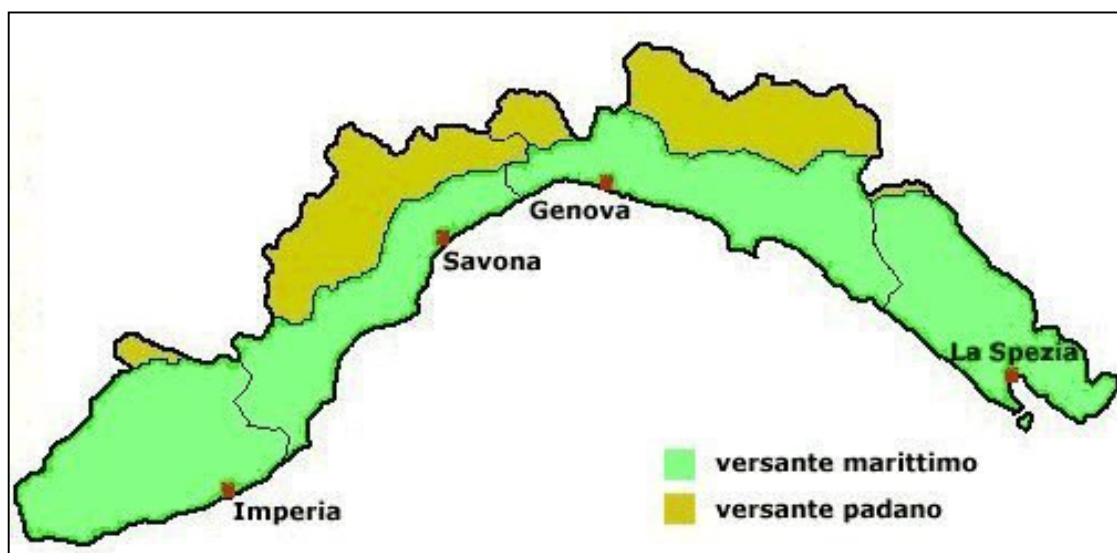 Genova
Savona
La Spezia
Imperia
versante marittimo
versante padano